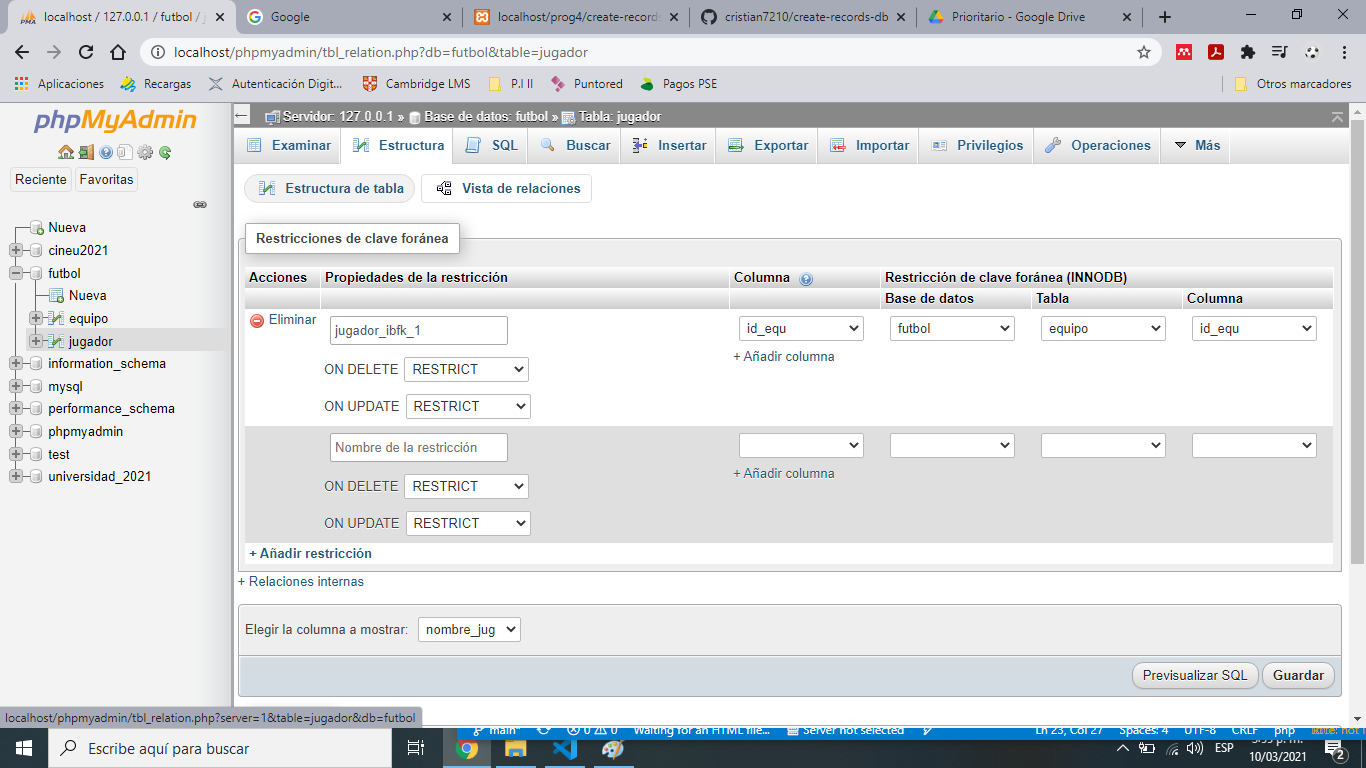 localhost / 127.0.0.1 / futbol / j
Google
localhost/prog4/create-records
cristian7210/create-records-db
Prioritario - Google Drive
localhost/phpmyadmin/tbl_relation.php?db=futbol&table=jugador
Aplicaciones
Recargas
Autenticación Digit...
Cambridge LMS
P.I II
Puntored
Pagos PSE
Otros marcadores
phpMyAdmin
Reciente
Favoritas
Nueva
cineu2021
futbol
Nueva
equipo
jugador
information_schema
mysql
performance_schema
phpmyadmin
test
universidad_2021
Servidor: 127.0.0.1 » Base de datos: futbol » Tabla: jugador
Examinar
Estructura
SQL
Buscar
Insertar
Exportar
Importar
Privilegios
Operaciones
Más
Estructura de tabla
Vista de relaciones
Restricciones de clave foránea
Acciones
Propiedades de la restricción
Columna
Restricción de clave foránea (INNODB)
Base de datos
Tabla
Columna
Eliminar
jugador_ibfk_1
id_equ
futbol
equipo
id_equ
+ Añadir columna
ON DELETE RESTRICT
ON UPDATE RESTRICT
Nombre de la restricción
+ Añadir columna
ON DELETE RESTRICT
ON UPDATE RESTRICT
+ Añadir restricción
+ Relaciones internas
Elegir la columna a mostrar: nombre_jug
Previsualizar SQL
Guardar
localhost/phpmyadmin/tbl_relation.php?server=1&table=jugador&db=futbol
main
0 0
Waiting for an HTML file...
Server not selected
Ln 23, Col 27
Spaces: 4
UTF-8
CRLF
php
Escribe aquí para buscar
ESP
10/03/2021
2